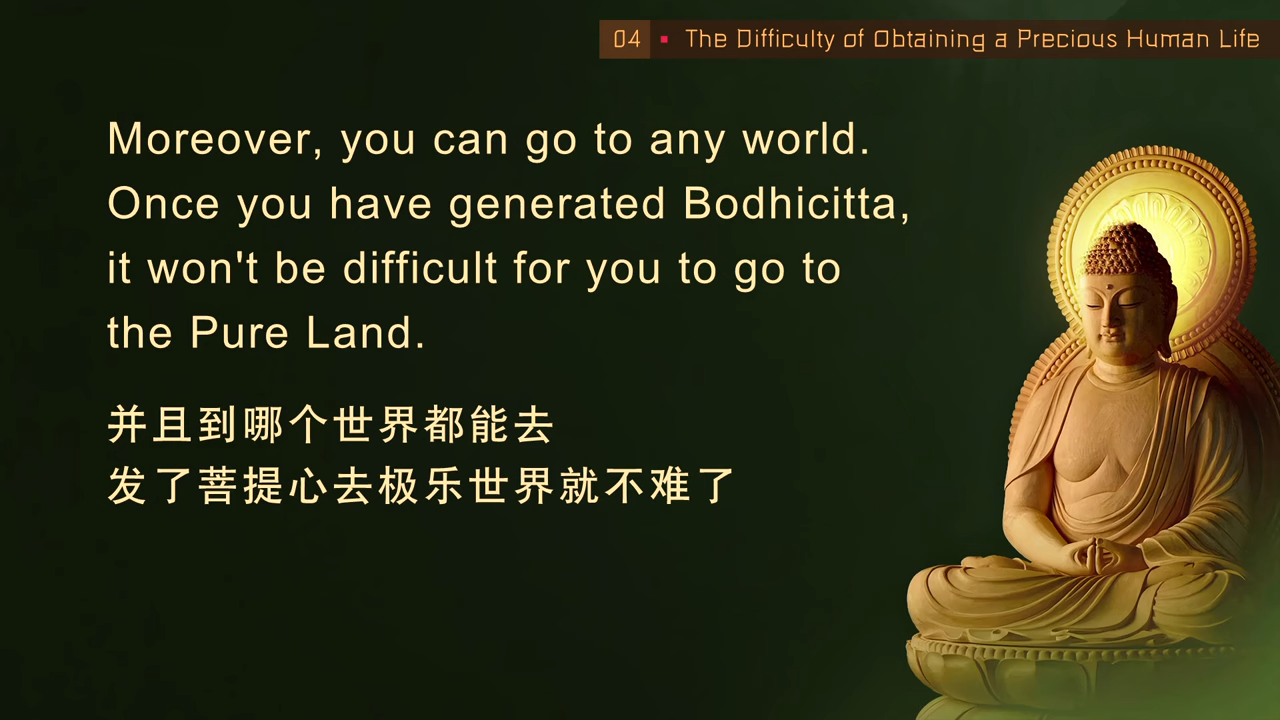 04 ▪ The Difficulty of Obtaining a Precious Human Life
Moreover, you can go to any world.
Once you have generated Bodhicitta,
it won't be difficult for you to go to
the Pure Land.
并且到哪个世界都能去
发了菩提心去极乐世界就不难了